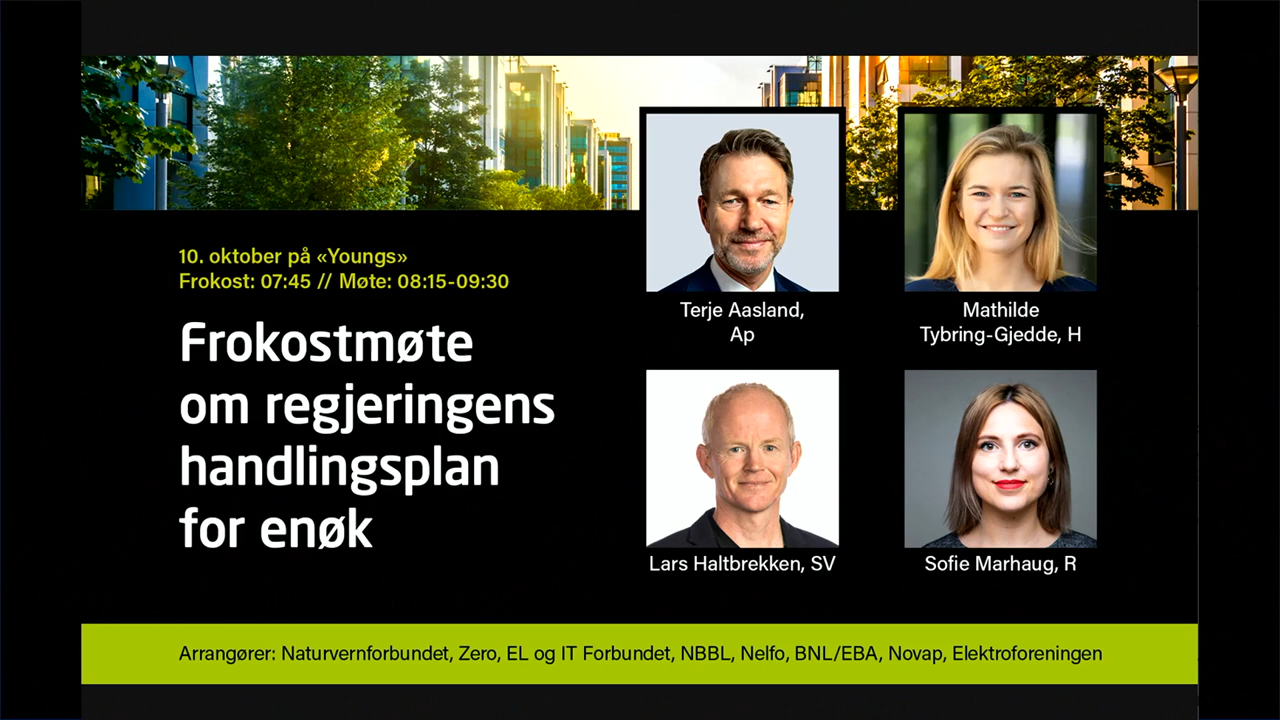 10. oktober på «Youngs»
Frokost: 07:45 // Møte: 08:15-09:30
Frokostmøte
om regjeringens
handlingsplan
for enøk
Terje Aasland,
Ap
Mathilde
Tybring-Gjedde, H
Lars Haltbrekken, SV
Sofie Marhaug, R
Arrangører: Naturvernforbundet, Zero, EL og IT Forbundet, NBBL, Nelfo, BNL/EBA, Novap, Elektroforeningen